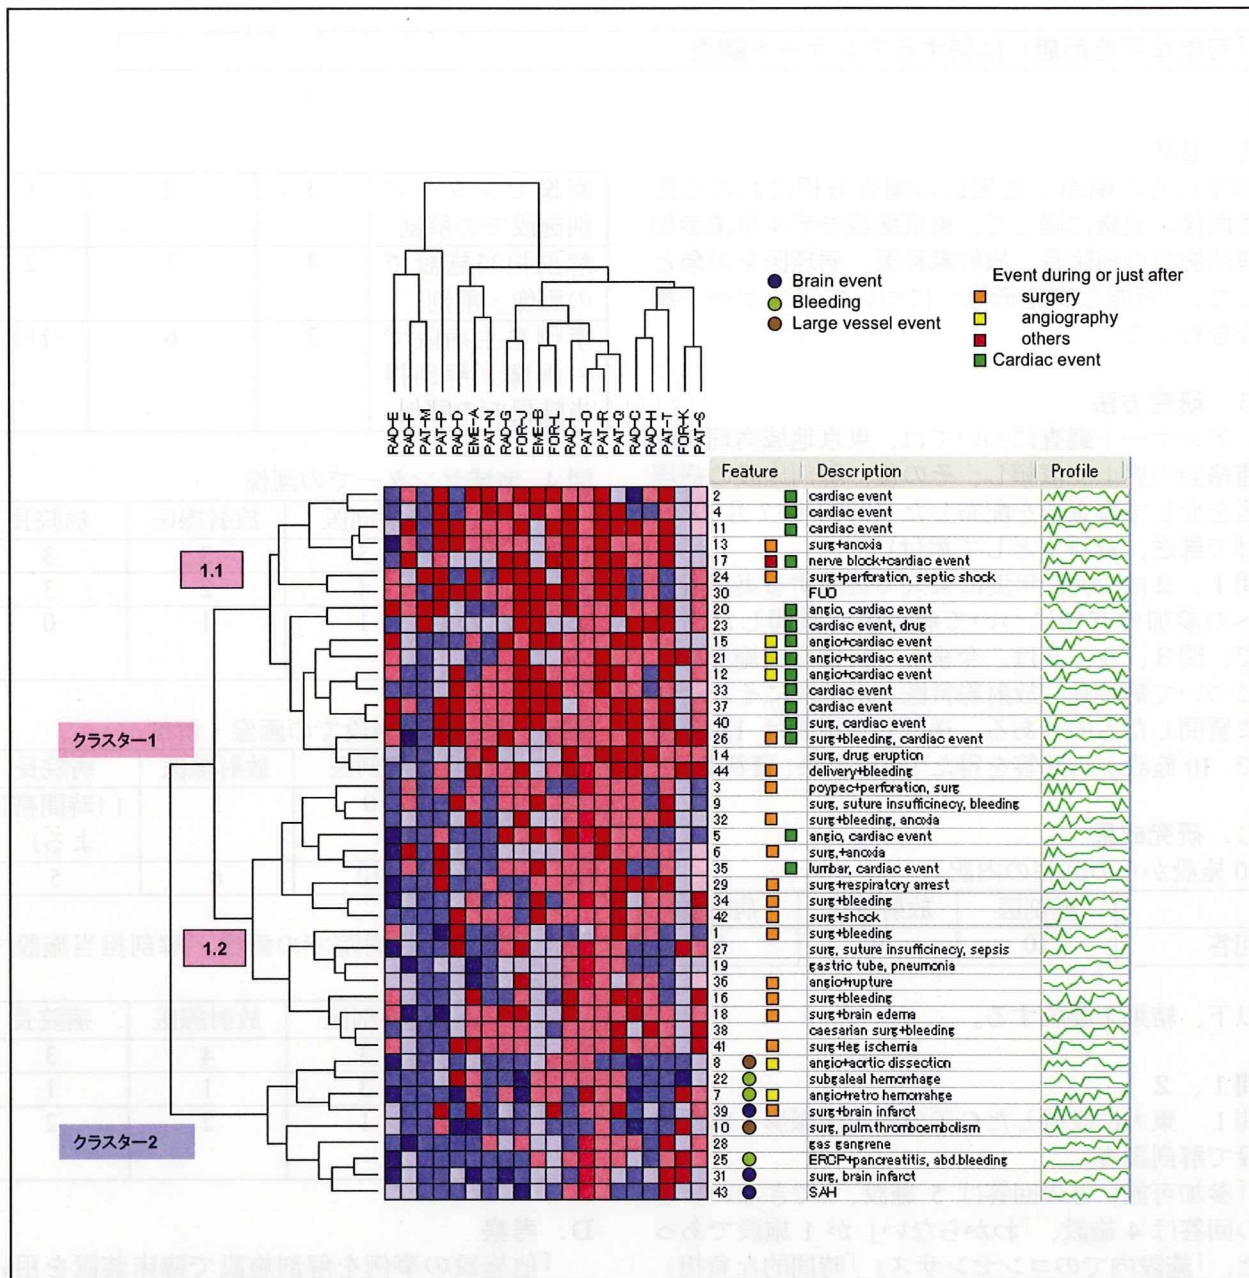 Brain event
Bleeding
Large vessel event
Event during or just after
surgery
angiography
others
Cardiac event
RAD-E
RAD-F
PAT-M
PAT-P
RAD-D
EME-A
PAT-N
RAD-G
FOR-J
EME-B
FOR-L
RAD-I
PAT-O
PAT-R
PAT-Q
RAD-C
RAD-H
PAT-T
FOR-K
PAT-S
Feature Description Profile
2 cardiac event
4 cardiac event
11 cardiac event
13 surg+anoxia
17 nerve block+cardiac event
24 surg+perforation, septic shock
30 FUO
20 angio, cardiac event
23 cardiac event, drug
15 angio+cardiac event
21 angio+cardiac event
12 angio+cardiac event
33 cardiac event
37 cardiac event
40 surg, cardiac event
26 surg+bleeding, cardiac event
14 surg, drug eruption
44 delivery+bleeding
3 poypec+perforation, surg
9 surg, suture insufficinecy, bleeding
32 surg+bleeding, anoxia
5 angio, cardiac event
6 surg,+anoxia
35 lumbar, cardiac event
29 surg+respiratory arrest
34 surg+bleeding
42 surg+shock
1 surg+bleeding
27 surg, suture insufficinecy, sepsis
19 gastric tube, pneumonia
36 angio+rupture
16 surg+bleeding
18 surg+brain edema
38 caesarian surg+bleeding
41 surg+leg ischemia
8 angio+aortic dissection
22 subgaleal hemorrhage
7 angio+retro hemorrahge
39 surg+brain infarct
10 surg, pulm.thromboembolism
28 gas gangrene
25 ERCP+pancreatitis, abd.bleeding
31 surg, brain infarct
43 SAH
1.1
クラスター1
1.2
クラスター2